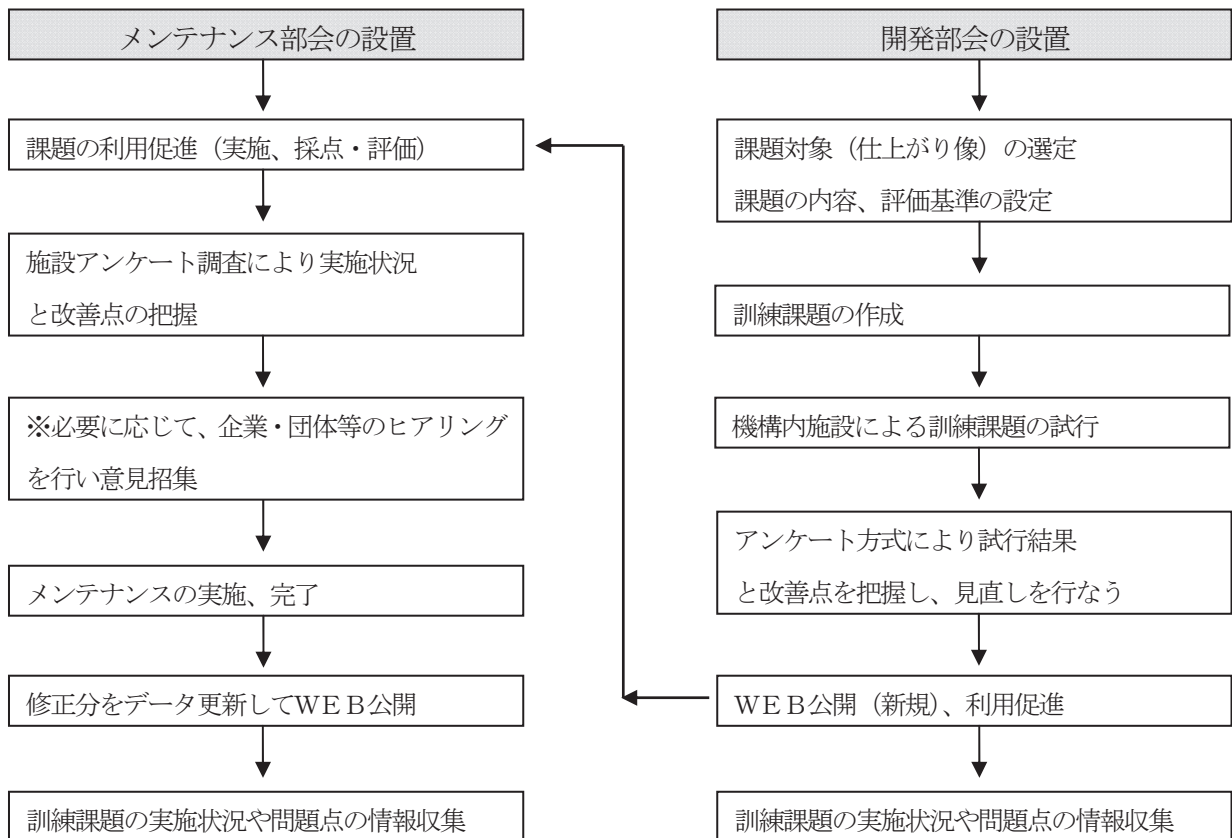 メンテナンス部会の設置
課題の利用促進（実施、採点・評価）
施設アンケート調査により実施状況
と改善点の把握
※必要に応じて、企業・団体等のヒアリング
を行い意見招集
メンテナンスの実施、完了
修正分をデータ更新してＷＥＢ公開
訓練課題の実施状況や問題点の情報収集
開発部会の設置
課題対象（仕上がり像）の選定
課題の内容、評価基準の設定
訓練課題の作成
機構内施設による訓練課題の試行
アンケート方式により試行結果
と改善点を把握し、見直しを行なう
ＷＥＢ公開（新規）、利用促進
訓練課題の実施状況や問題点の情報収集